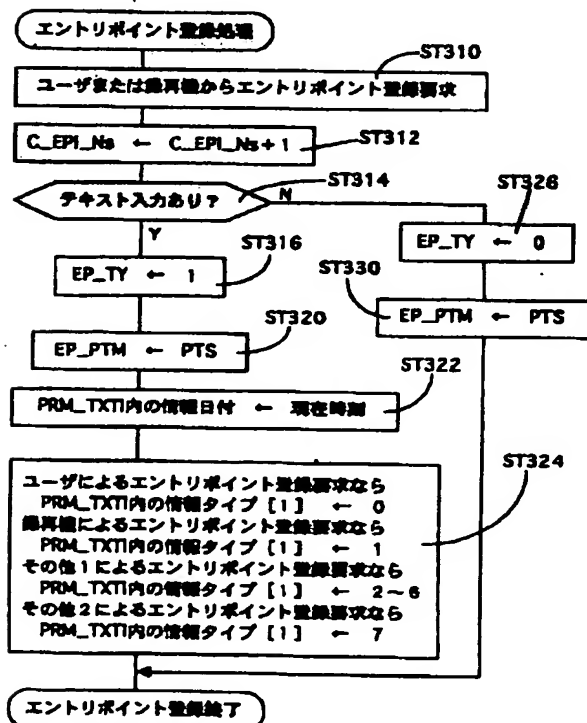 エントリポイント登録処理
ST310
ユーザまたは録再機からエントリポイント登録要求
C_EPI_Ns ← C_EPI_Ns+1
ST312
テキスト入力あり?
ST314
N
ST326
Y
EP_TY ← 0
ST316
EP_TY ← 1
ST330
EP_PTM ← PTS
ST320
EP_PTM ← PTS
ST322
PRM_TXTI内の情報日付 ← 現在時刻
ST324
ユーザによるエントリポイント登録要求なら
PRM_TXTI内の情報タイプ [1] ← 0
録再機によるエントリポイント登録要求なら
PRM_TXTI内の情報タイプ [1] ← 1
その他1によるエントリポイント登録要求なら
PRM_TXTI内の情報タイプ [1] ← 2~6
その他2によるエントリポイント登録要求なら
PRM_TXTI内の情報タイプ [1] ← 7
エントリポイント登録終了